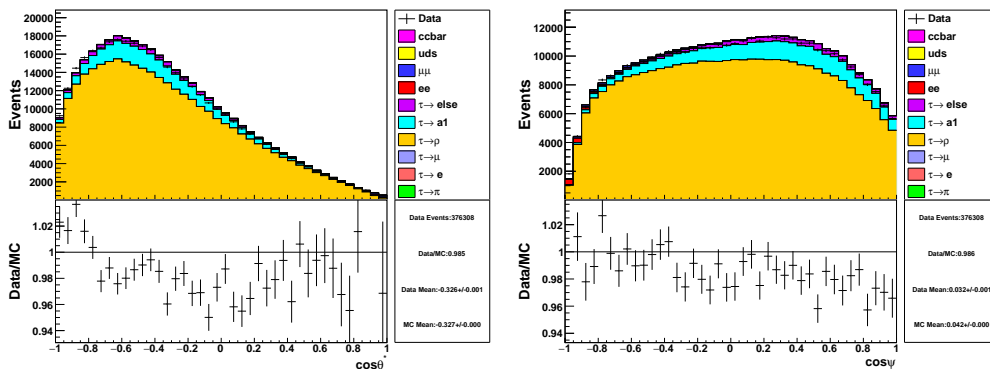 Events
20000
18000
16000
14000
12000
10000
8000
6000
4000
2000
Data
ccbar
uds
μμ
ee
τ→ else
τ→ a1
τ→ρ
τ→μ
τ→ e
τ→π
Data/MC
1.02
1
0.98
0.96
0.94
−1 −0.8 −0.6 −0.4 −0.2 0 0.2 0.4 0.6 0.8 1
cosθ*
Data Events:376308
Data/MC:0.985
Data Mean:-0.326+/-0.001
MC Mean:-0.327+/-0.000
Events
12000
10000
8000
6000
4000
2000
Data
ccbar
uds
μμ
ee
τ→ else
τ→ a1
τ→ρ
τ→μ
τ→ e
τ→π
Data/MC
1.02
1
0.98
0.96
0.94
−1 −0.8 −0.6 −0.4 −0.2 0 0.2 0.4 0.6 0.8 1
cosψ
Data Events:376308
Data/MC:0.986
Data Mean:0.032+/-0.001
MC Mean:0.042+/-0.000